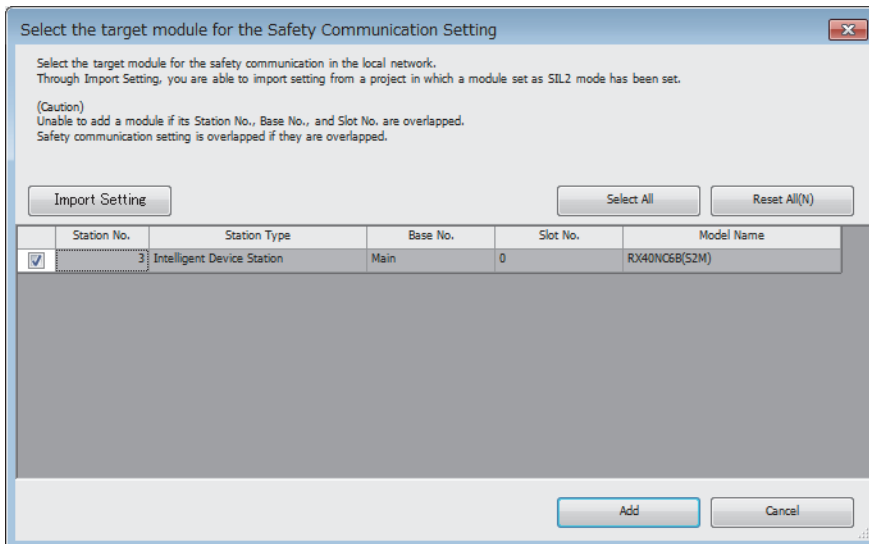 Select the target module for the Safety Communication Setting
Select the target module for the safety communication in the local network.
Through Import Setting, you are able to import setting from a project in which a module set as SIL2 mode has been set.
(Caution)
Unable to add a module if its Station No., Base No., and Slot No. are overlapped.
Safety communication setting is overlapped if they are overlapped.
Import Setting Select All Reset All(N)
Station No. Station Type Base No. Slot No. Model Name
3 Intelligent Device Station Main 0 RX40NC6B(S2M)
Add Cancel